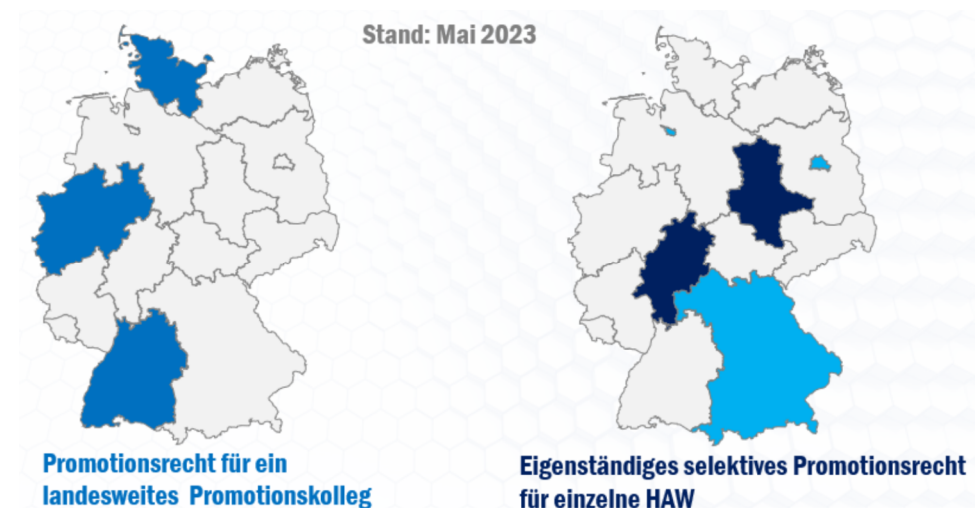 Stand: Mai 2023
Promotionsrecht für ein
landesweites Promotionskolleg
Eigenständiges selektives Promotionsrecht
für einzelne HAW